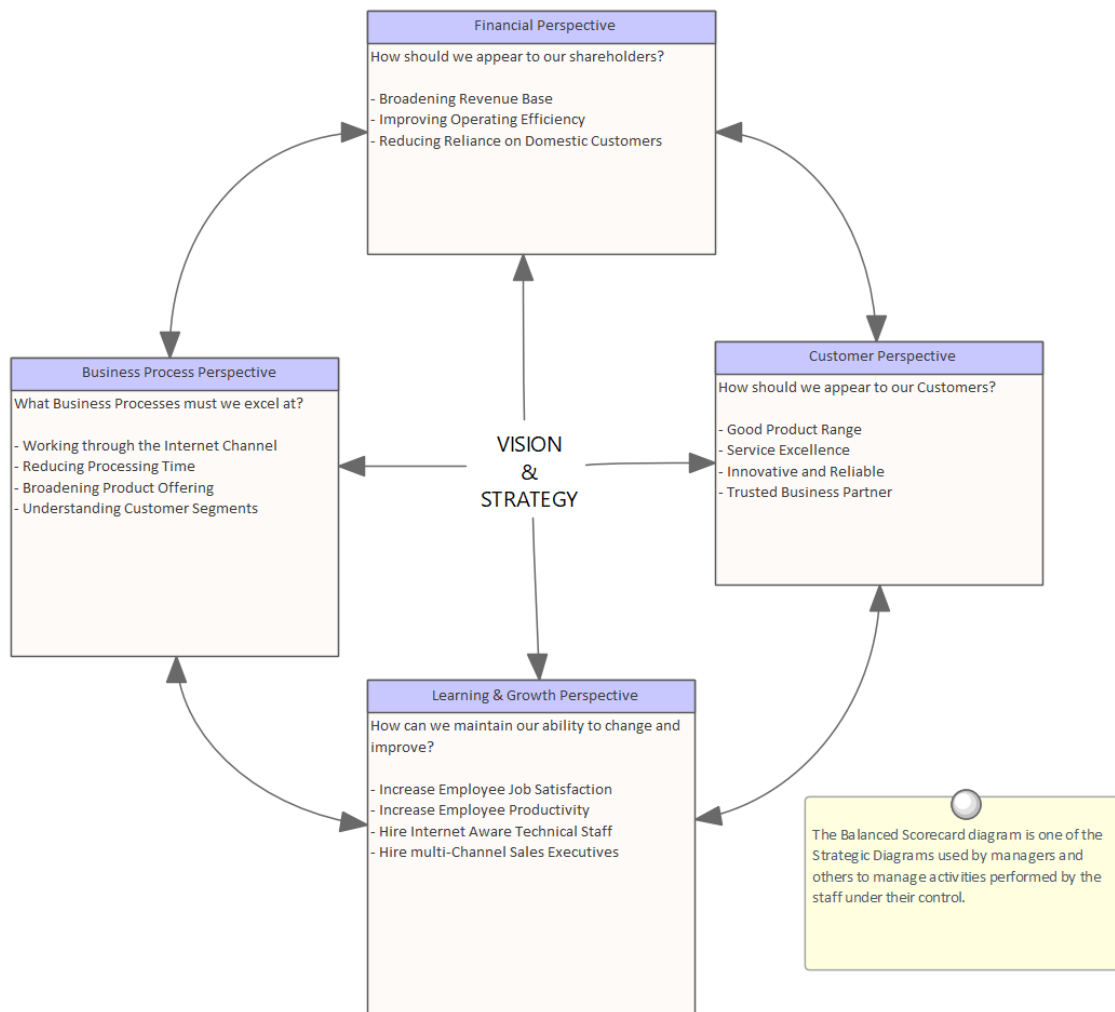 Financial Perspective
How should we appear to our shareholders?
- Broadening Revenue Base
- Improving Operating Efficiency
- Reducing Reliance on Domestic Customers
Business Process Perspective
What Business Processes must we excel at?
- Working through the Internet Channel
- Reducing Processing Time
- Broadening Product Offering
- Understanding Customer Segments
VISION
&
STRATEGY
Customer Perspective
How should we appear to our Customers?
- Good Product Range
- Service Excellence
- Innovative and Reliable
- Trusted Business Partner
Learning & Growth Perspective
How can we maintain our ability to change and
improve?
- Increase Employee Job Satisfaction
- Increase Employee Productivity
- Hire Internet Aware Technical Staff
- Hire multi-Channel Sales Executives
The Balanced Scorecard diagram is one of the
Strategic Diagrams used by managers and
others to manage activities performed by the
staff under their control.